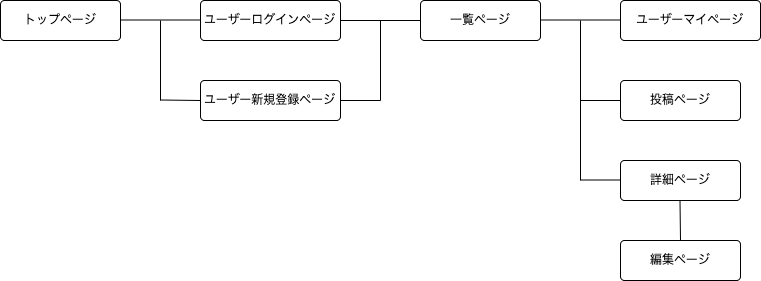 トップページ
ユーザーログインページ
一覧ページ
ユーザーマイページ
ユーザー新規登録ページ
投稿ページ
詳細ページ
編集ページ